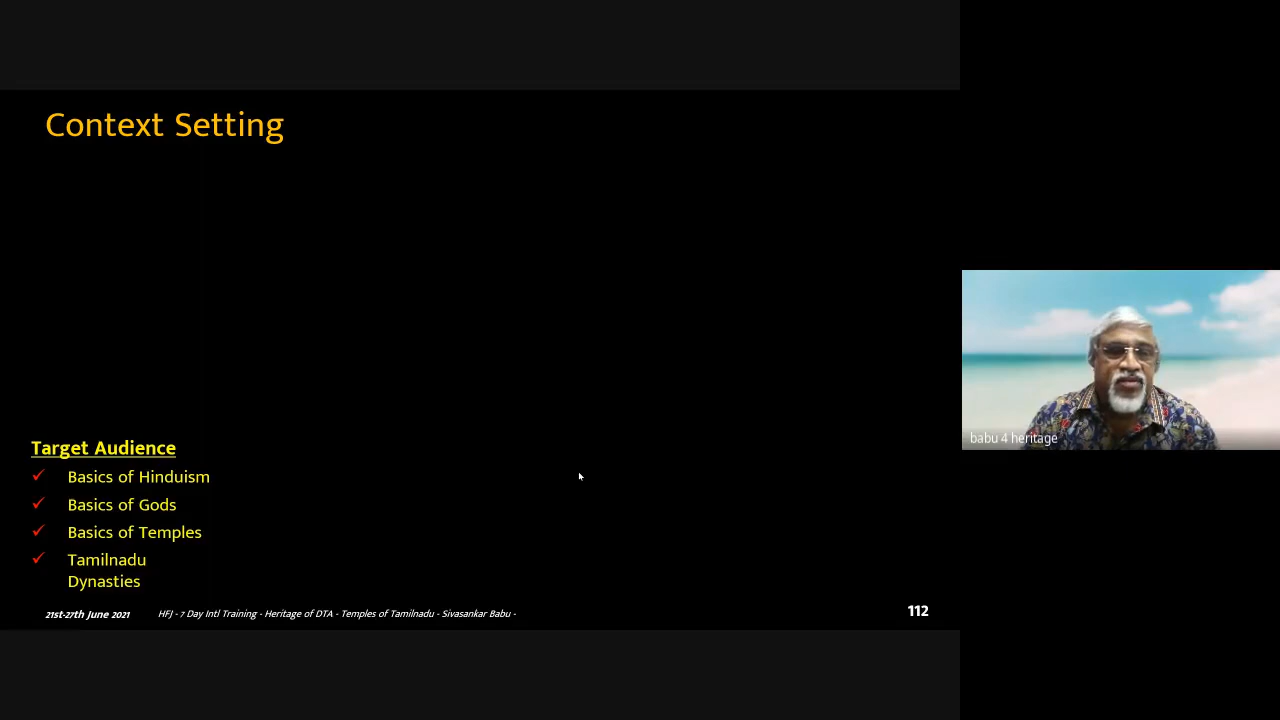 Context Setting
Target Audience
✓ Basics of Hinduism
✓ Basics of Gods
✓ Basics of Temples
✓ Tamilnadu
Dynasties
21st-27th June 2021 HFJ - 7 Day Intl Training - Heritage of DTA - Temples of Tamilnadu - Sivasankar Babu - 112
babu 4 heritage